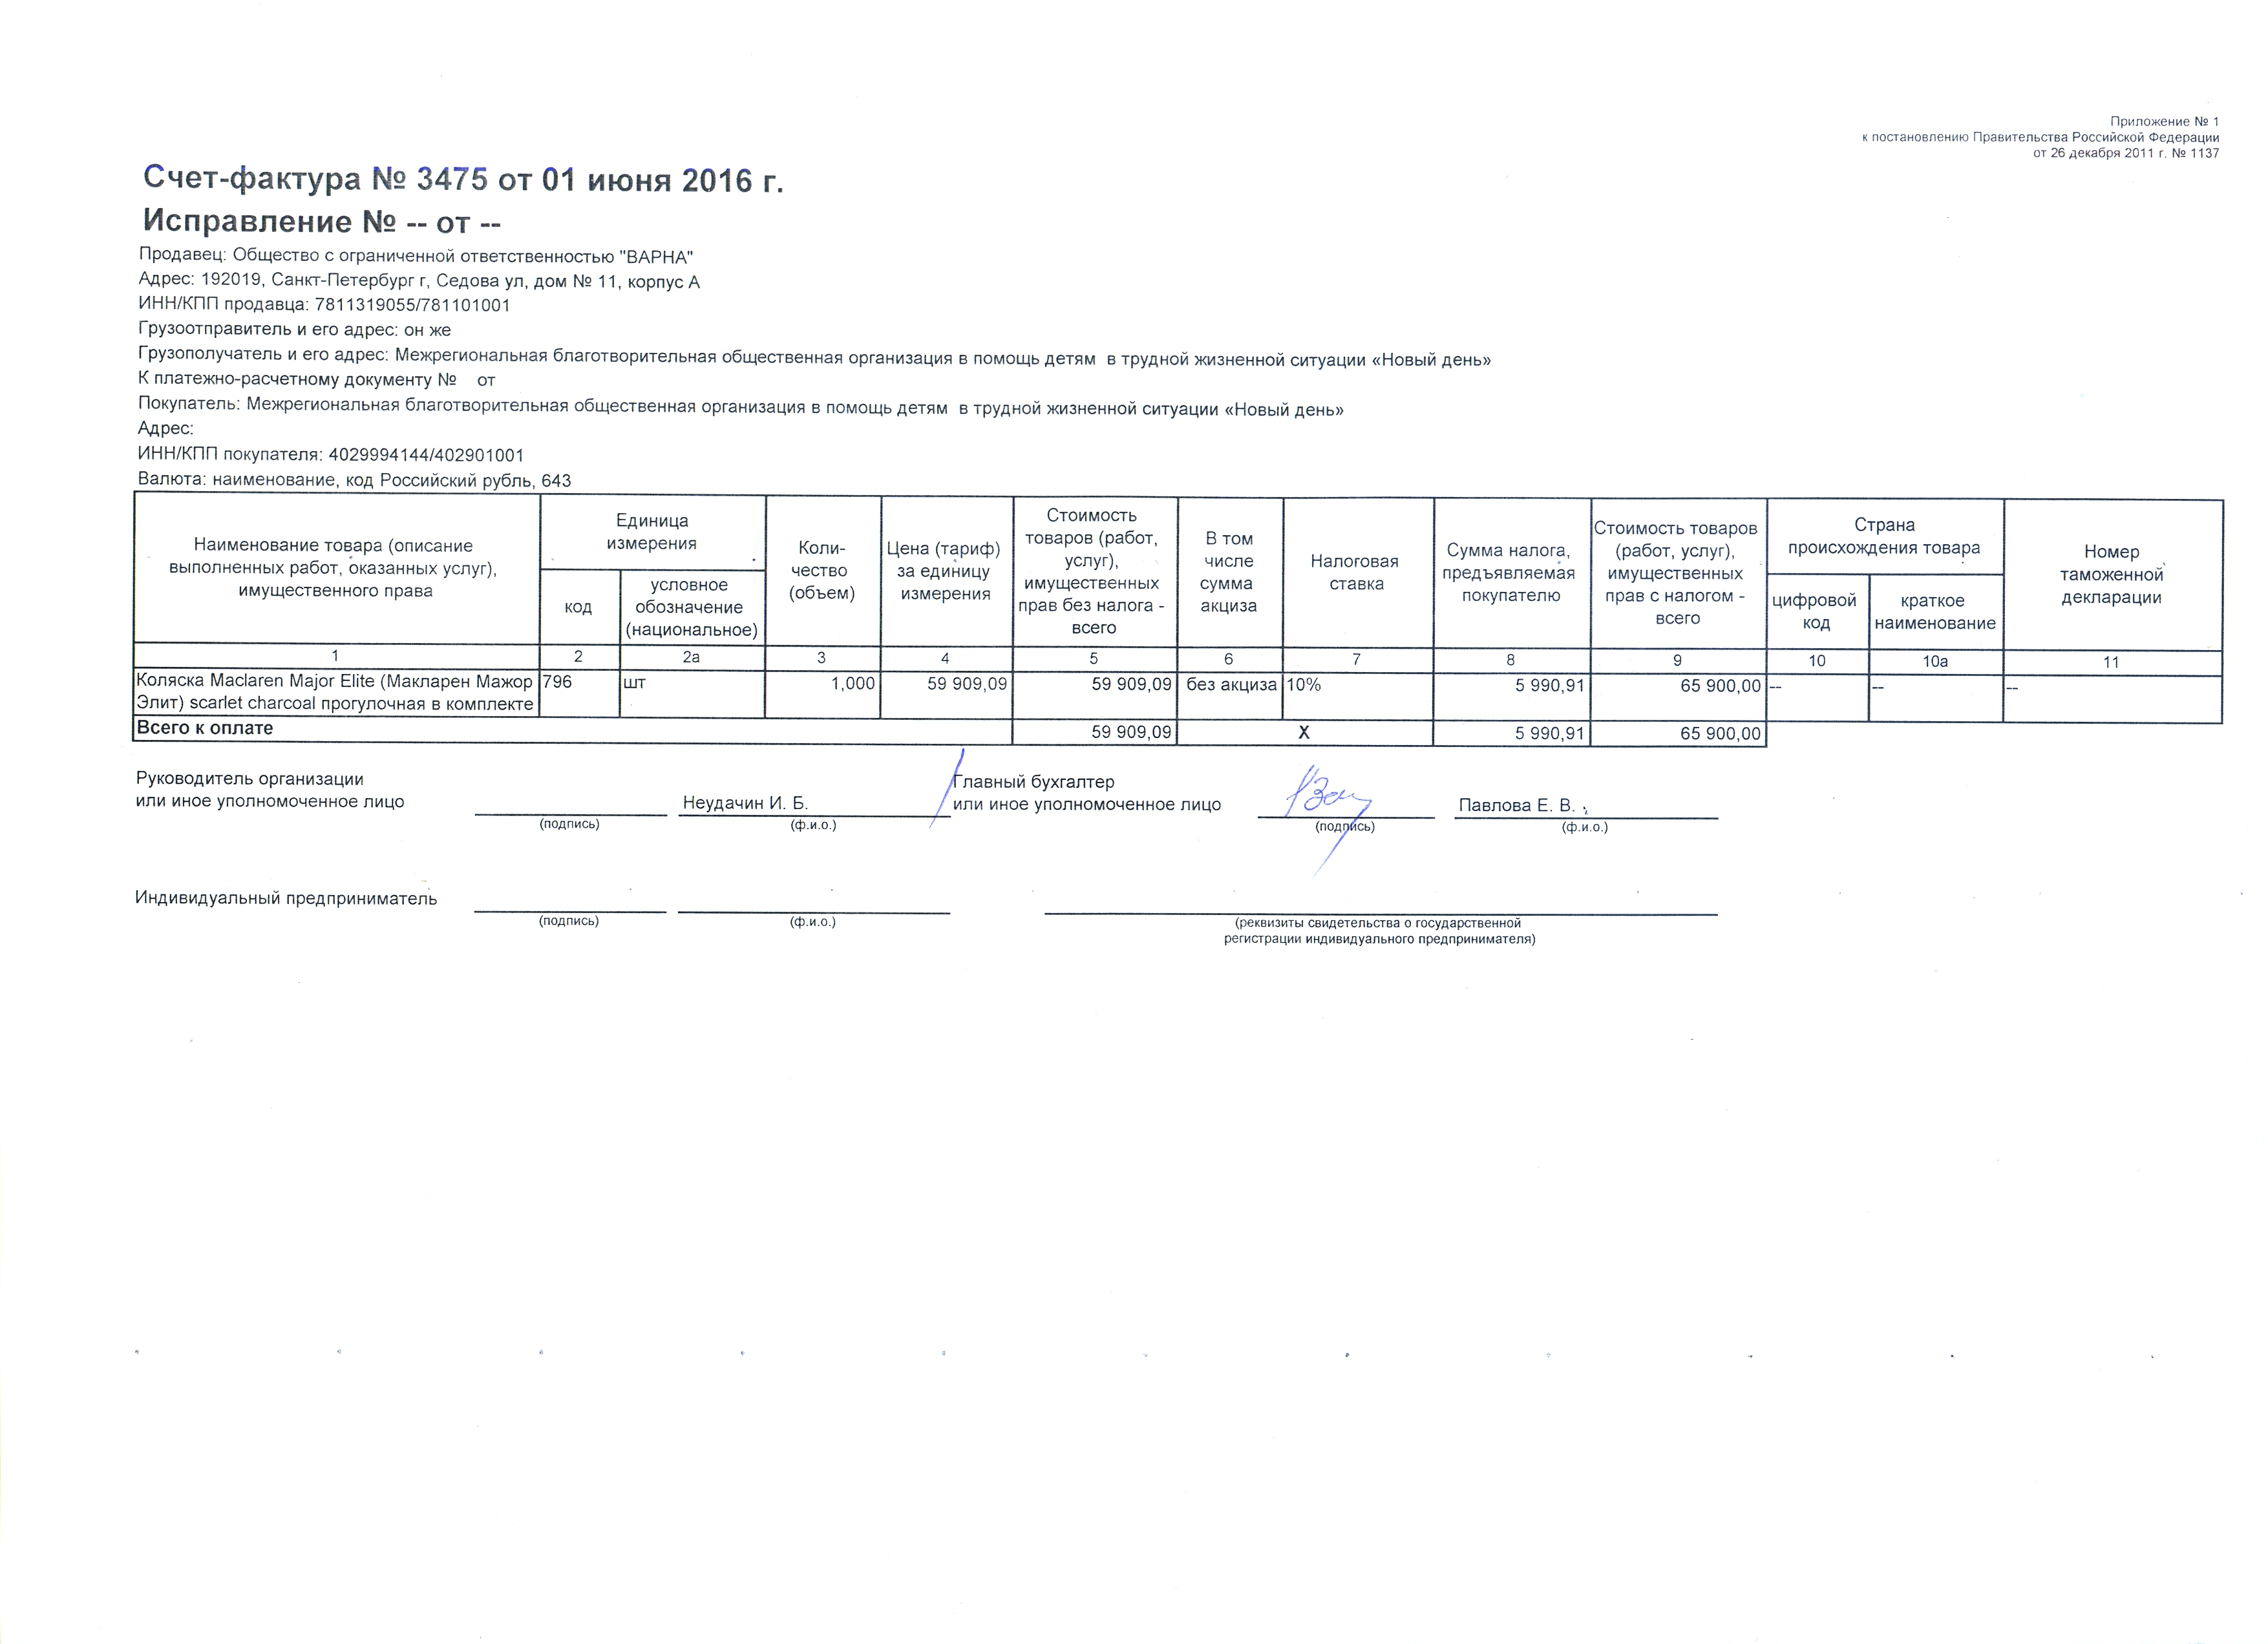 Приложение № 1
к постановлению Правительства Российской Федерации
от 26 декабря 2011 г. № 1137
Счет-фактура № 3475 от 01 июня 2016 г.
Исправление № -- от --
Продавец: Общество с ограниченной ответственностью "ВАРНА"
Адрес: 192019, Санкт-Петербург г, Седова ул, дом № 11, корпус А
ИНН/КПП продавца: 7811319055/781101001
Грузоотправитель и его адрес: он же
Грузополучатель и его адрес: Межрегиональная благотворительная общественная организация в помощь детям в трудной жизненной ситуации «Новый день»
К платежно-расчетному документу № от
Покупатель: Межрегиональная благотворительная общественная организация в помощь детям в трудной жизненной ситуации «Новый день»
Адрес:
ИНН/КПП покупателя: 4029994144/402901001
Валюта: наименование, код Российский рубль, 643
Наименование товара (описание
выполненных работ, оказанных услуг),
имущественного права
Единица
измерения
код
условное
обозначение
(национальное)
Коли-
чество
(объем)
Цена (тариф)
за единицу
измерения
Стоимость
товаров (работ,
услуг),
имущественных
прав без налога -
всего
В том
числе
сумма
акциза
Налоговая
ставка
Сумма налога,
предъявляемая
покупателю
Стоимость товаров
(работ, услуг),
имущественных
прав с налогом -
всего
Страна
происхождения товара
цифровой
код
краткое
наименование
Номер
таможенной
декларации
1 2 2а 3 4 5 6 7 8 9 10 10а 11
Коляска Maclaren Major Elite (Макларен Мажор 796 шт 1,000 59 909,09 59 909,09 без акциза 10% 5 990,91 65 900,00 -- -- --
Элит) scarlet charcoal прогулочная в комплекте
Всего к оплате 59 909,09 Х 5 990,91 65 900,00
Руководитель организации
или иное уполномоченное лицо Неудачин И. Б.
(подпись) (ф.и.о.)
Главный бухгалтер
или иное уполномоченное лицо Павлова Е. В.
(подпись) (ф.и.о.)
Индивидуальный предприниматель
(подпись) (ф.и.о.)
(реквизиты свидетельства о государственной
регистрации индивидуального предпринимателя)